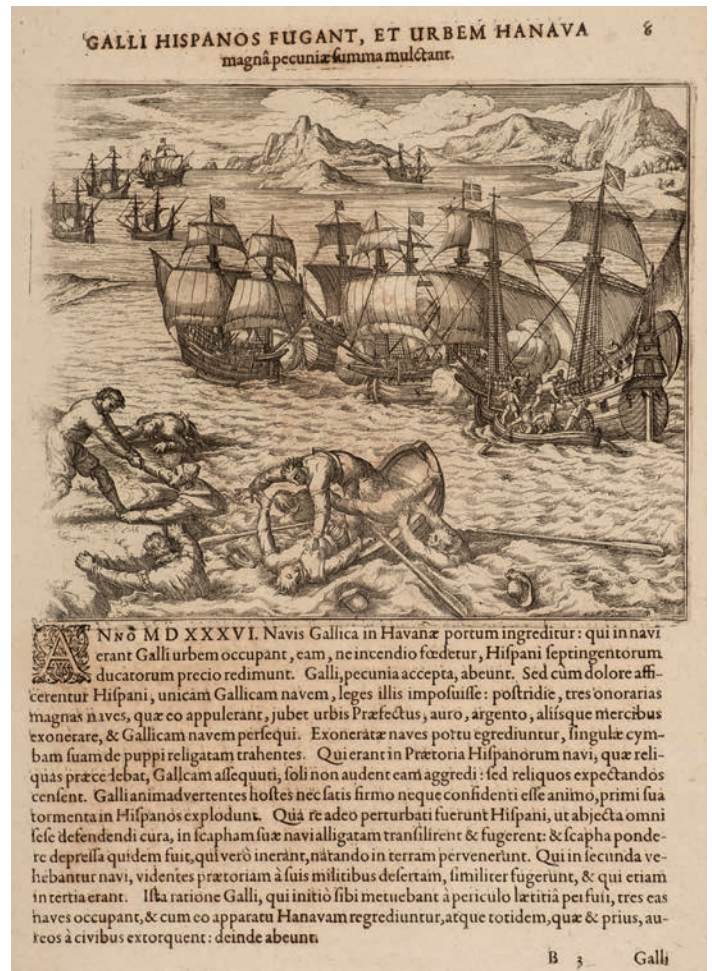 GALLI HISPANOS FUGANT, ET URBEM HANAVA 8
magnâ pecuniæ summa mulctant.
ANNO MDXXXVI. Navis Gallica in Havanæ portum ingreditur: qui in navi
erant Galli urbem occupant, eam, ne incendio fœdetur, Hispani septingentorum
ducatorum precio redimunt. Galli, pecunia accepta, abeunt. Sed cùm dolore affi-
cerentur Hispani, unicam Gallicam navem, leges illis imposuisse: postridie, tres onorarias
magnas naves, quæ eo appulerant, jubet urbis Præfectus, auro, argento, aliisque mercibus
exonerare, & Gallicam navem persequi. Exoneratæ naves portu egrediuntur, singulæ cym-
bam suam de puppi religatam trahentes. Qui erant in Prætoria Hispanorum navi, quæ reli-
quas præcedebat, Gallcam assequuti, soli non audent eam aggredi: sed reliquos expectandos
censent. Galli animadvertentes hostes nec satis firmo neque confidenti esse animo, primi sua
tormenta in Hispanos explodunt. Quâ re adeo perturbati fuerunt Hispani, ut abjecta omni
sese defendendi cura, in scapham suæ navi alligatam transilirent & fugerent: & scapha ponde-
re depressa quidem fuit, qui verò inerant, natando in terram pervenerunt. Qui in secunda ve-
hebantur navi, videntes prætoriam à suis militibus desertam, similiter fugerunt, & qui etiam
in tertia erant. Ista ratione Galli, qui initiò sibi metuebant à periculo lætitiâ perfusi, tres eas
naves occupant, & cum eo apparatu Hanavam regrediuntur, atque totidem, quæ & prius, au-
reos à civibus extorquent: deinde abeunt.
B 3 Galli